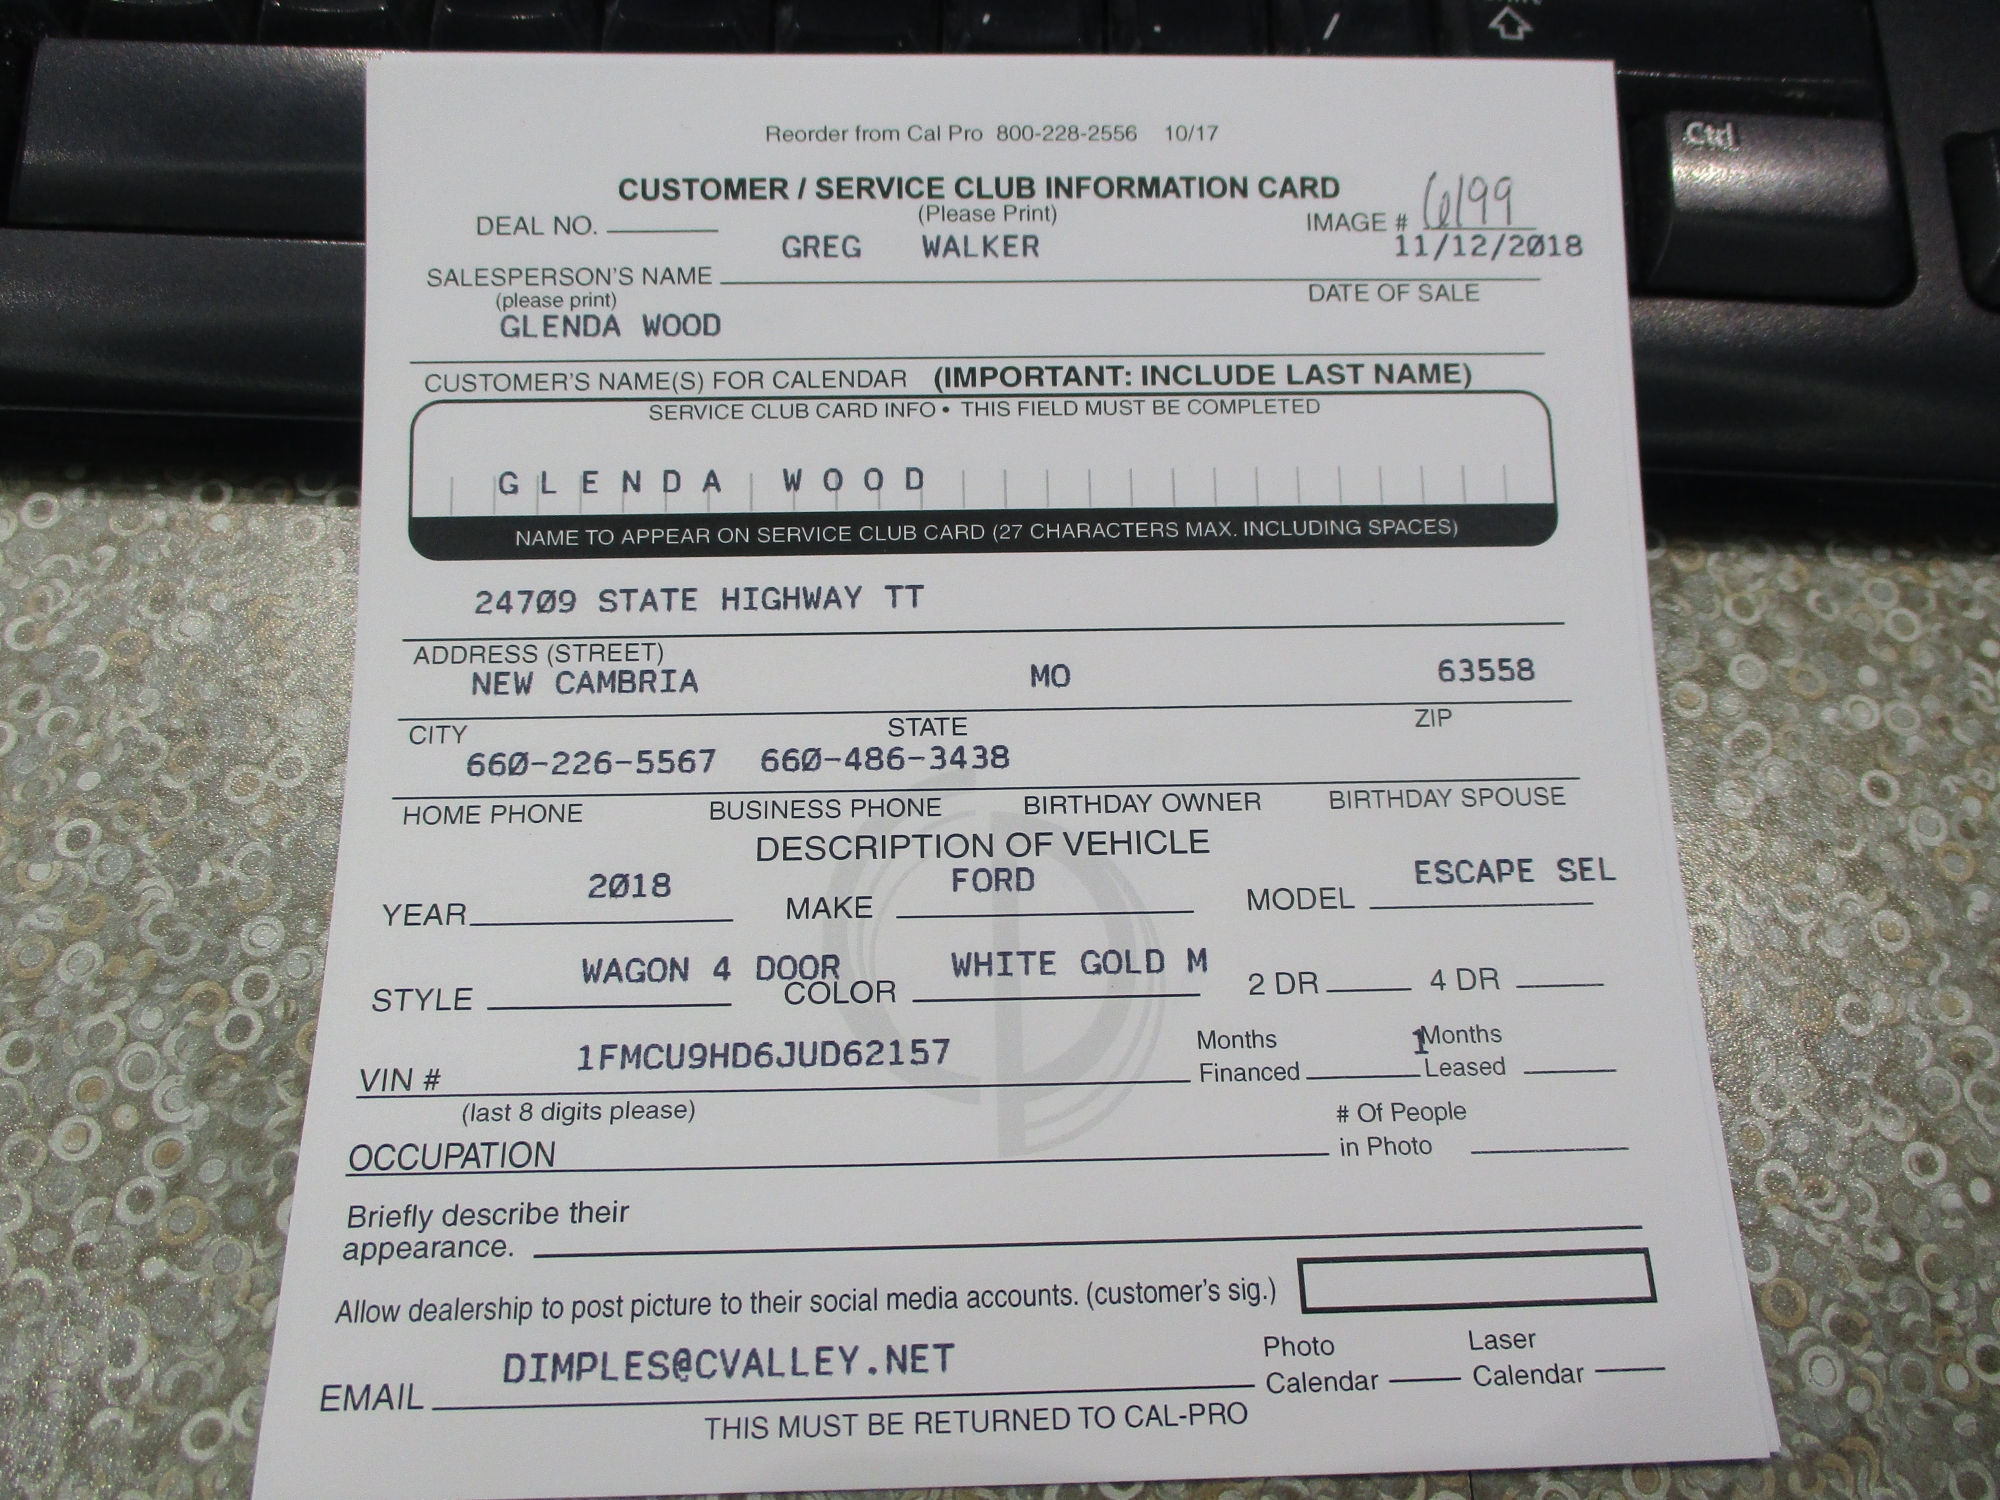 Ctrl
Reorder from Cal Pro 800-228-2556 10/17
CUSTOMER / SERVICE CLUB INFORMATION CARD
(Please Print)
DEAL NO. IMAGE # 6199
GREG WALKER 11/12/2018
SALESPERSON'S NAME
(please print) DATE OF SALE
GLENDA WOOD
CUSTOMER'S NAME(S) FOR CALENDAR (IMPORTANT: INCLUDE LAST NAME)
SERVICE CLUB CARD INFO • THIS FIELD MUST BE COMPLETED
GLENDA WOOD
NAME TO APPEAR ON SERVICE CLUB CARD (27 CHARACTERS MAX. INCLUDING SPACES)
24709 STATE HIGHWAY TT
ADDRESS (STREET)
NEW CAMBRIA MO 63558
CITY STATE ZIP
660-226-5567 660-486-3438
HOME PHONE BUSINESS PHONE BIRTHDAY OWNER BIRTHDAY SPOUSE
DESCRIPTION OF VEHICLE
YEAR 2018 MAKE FORD MODEL ESCAPE SEL
STYLE WAGON 4 DOOR COLOR WHITE GOLD M 2 DR 4 DR
VIN # 1FMCU9HD6JUD62157 Months Financed 1 Months Leased
(last 8 digits please) # Of People
OCCUPATION in Photo
Briefly describe their
appearance.
Allow dealership to post picture to their social media accounts. (customer's sig.)
EMAIL DIMPLES@CVALLEY.NET Photo Calendar Laser Calendar
THIS MUST BE RETURNED TO CAL-PRO